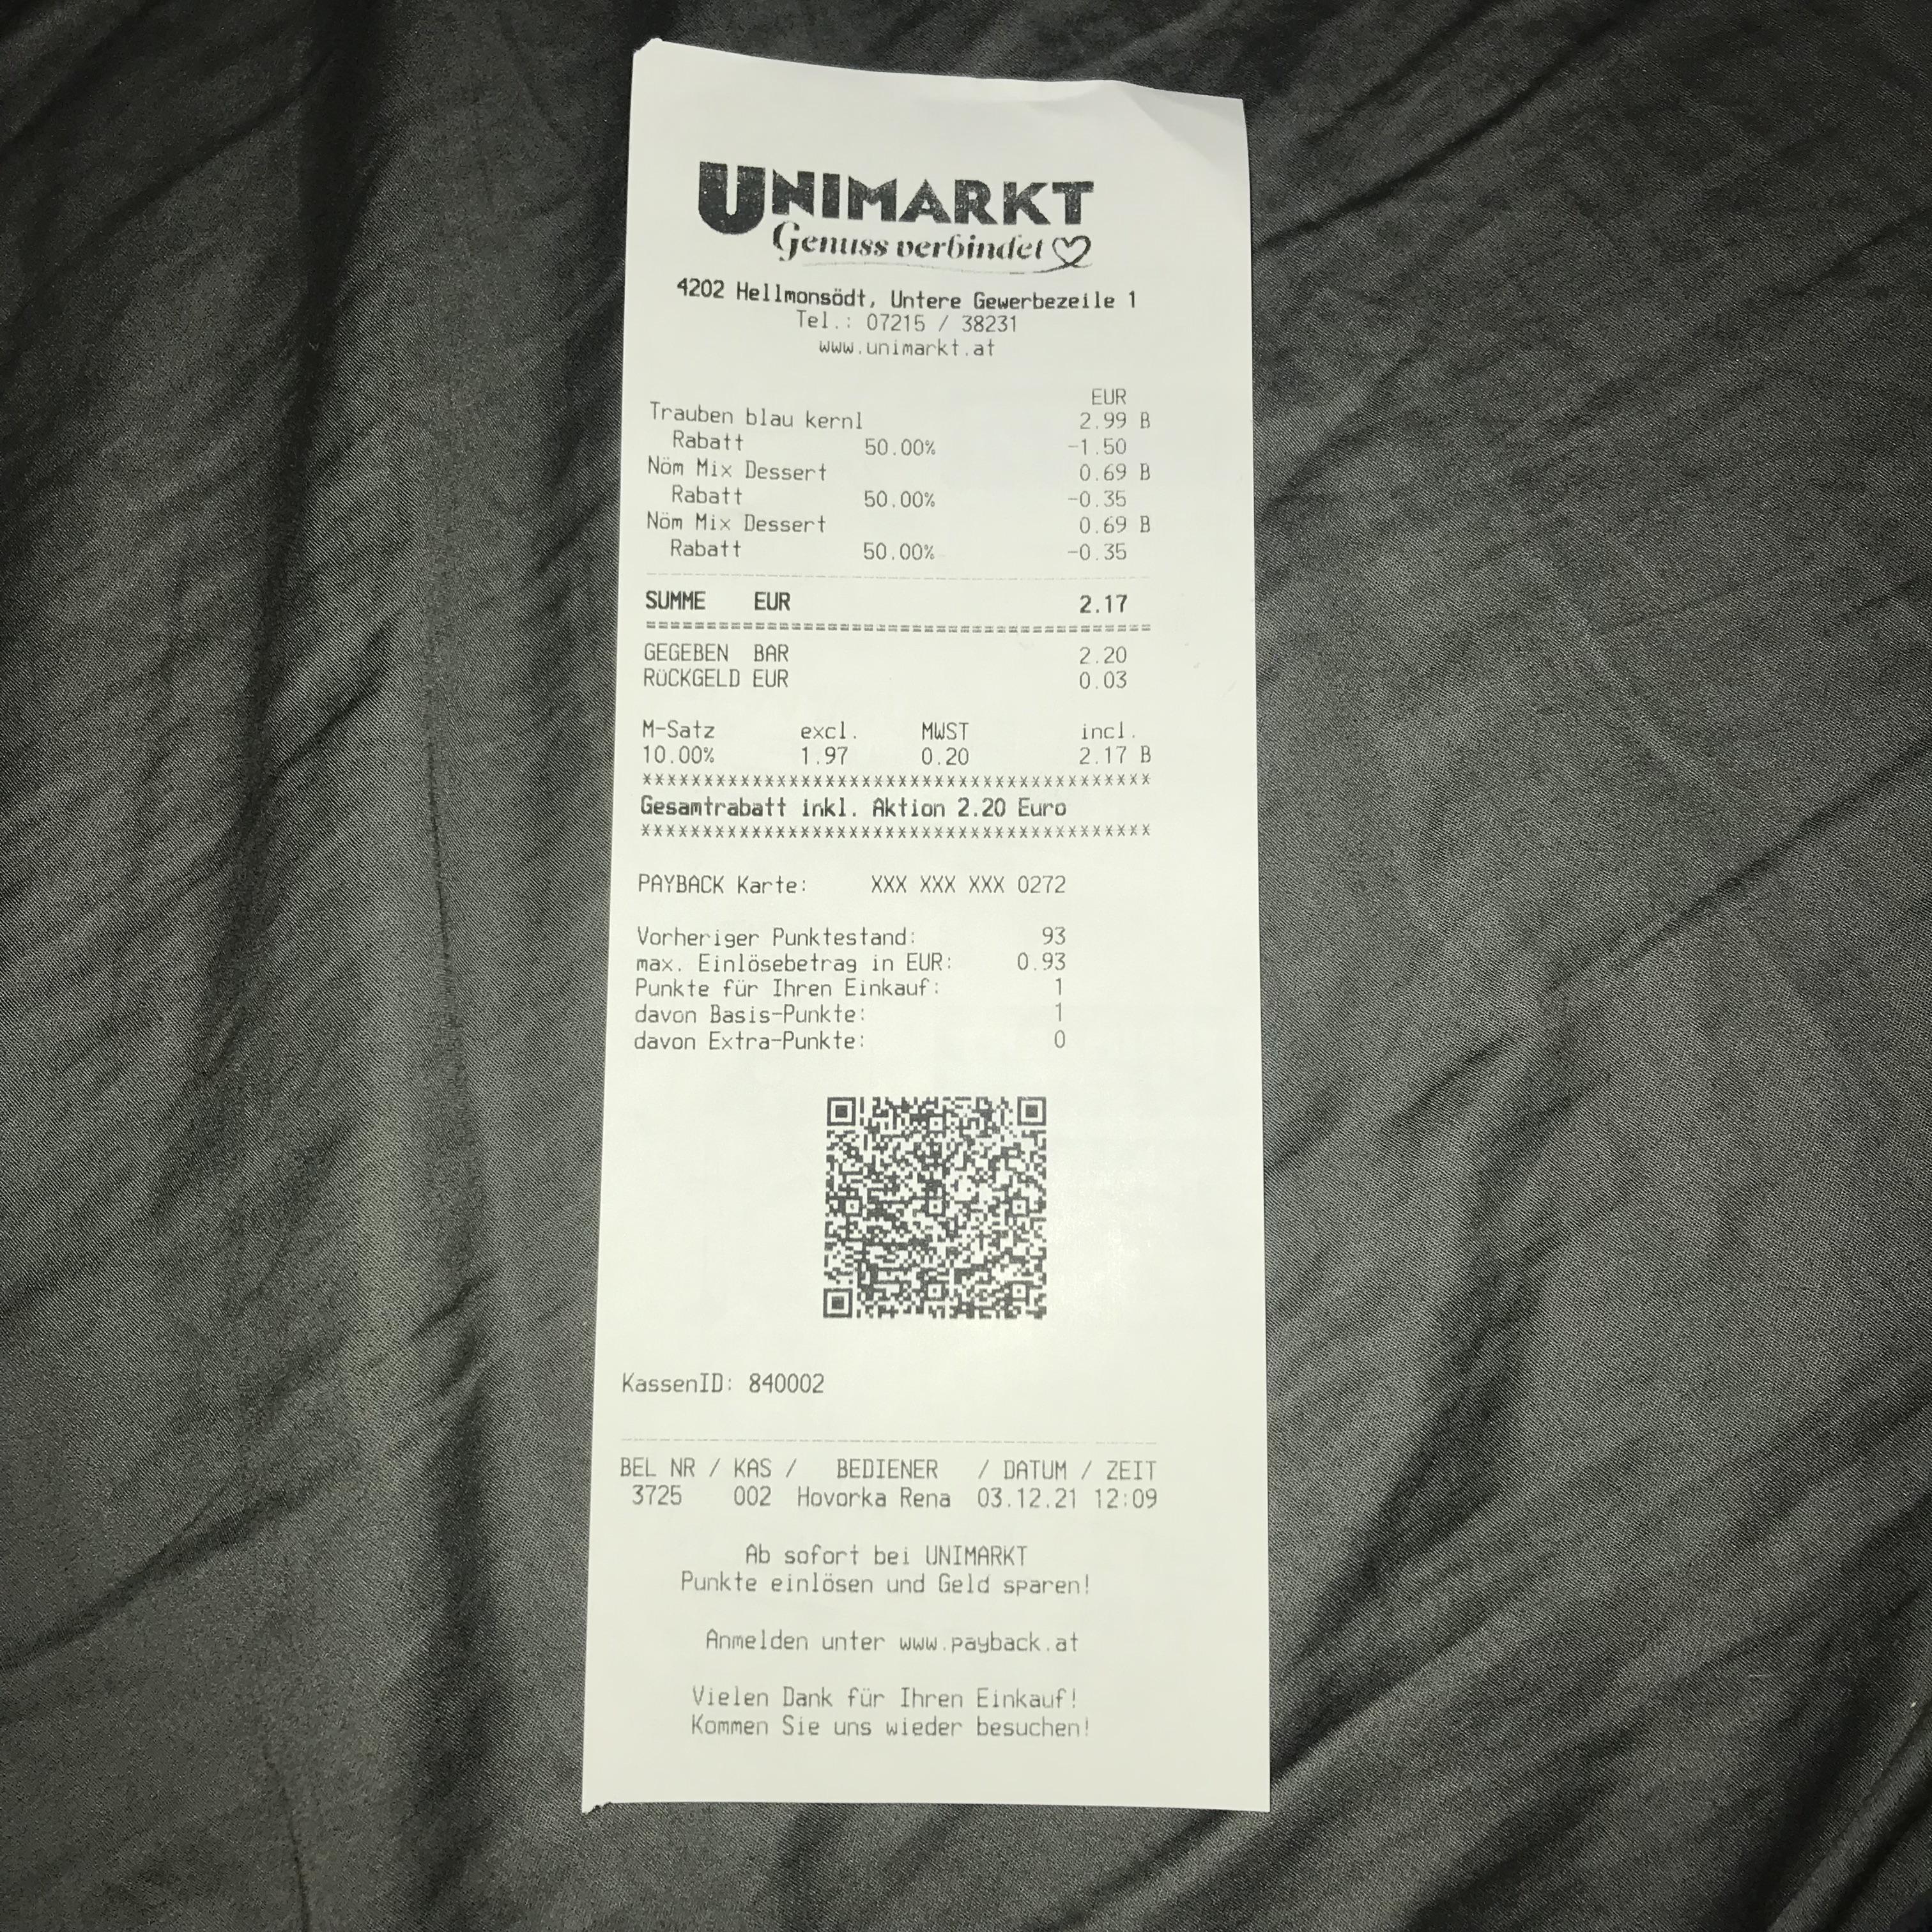 UNIMARKT
Genuss verbindet
4202 Hellmonsödt, Untere Gewerbezeile 1
Tel.: 07215 / 38231
www.unimarkt.at
EUR
Trauben blau kernl 2.99 B
Rabatt 50.00% -1.50
Nöm Mix Dessert 0.69 B
Rabatt 50.00% -0.35
Nöm Mix Dessert 0.69 B
Rabatt 50.00% -0.35
SUMME EUR 2.17
==========================================
GEGEBEN BAR 2.20
RÜCKGELD EUR 0.03
M-Satz excl. MWST incl.
10.00% 1.97 0.20 2.17 B
******************************************
Gesamtrabatt inkl. Aktion 2.20 Euro
******************************************
PAYBACK Karte: XXX XXX XXX 0272
Vorheriger Punktestand: 93
max. Einlösebetrag in EUR: 0.93
Punkte für Ihren Einkauf: 1
davon Basis-Punkte: 1
davon Extra-Punkte: 0
KassenID: 840002
BEL NR / KAS / BEDIENER / DATUM / ZEIT
3725 002 Hovorka Rena 03.12.21 12:09
Ab sofort bei UNIMARKT
Punkte einlösen und Geld sparen!
Anmelden unter www.payback.at
Vielen Dank für Ihren Einkauf!
Kommen Sie uns wieder besuchen!